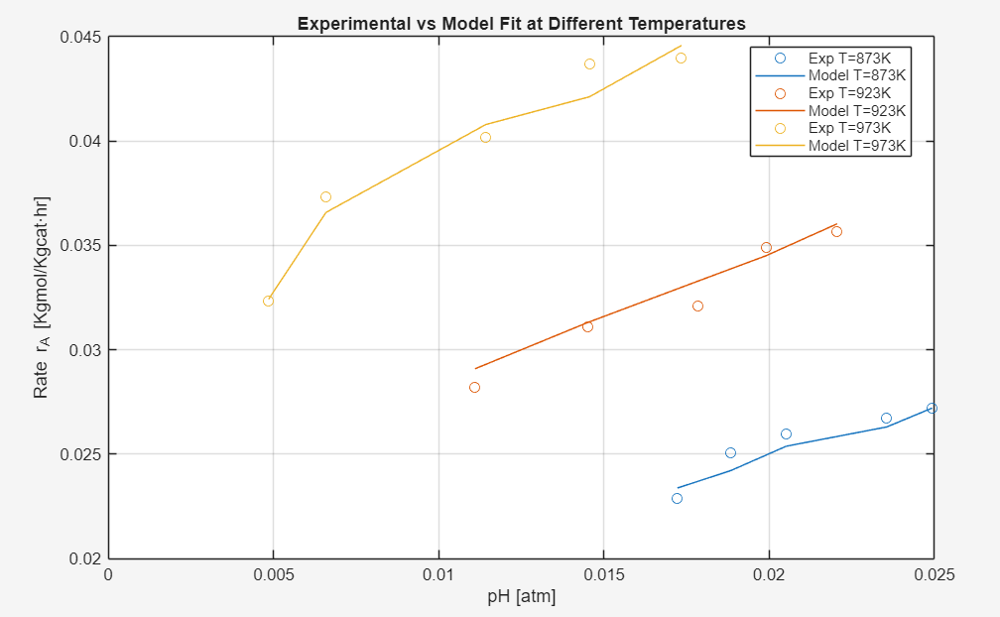 Experimental vs Model Fit at Different Temperatures
0.045
0.04
0.035
0.03
0.025
0.02
Rate r_A [Kgmol/Kgcat·hr]
Exp T=873K
Model T=873K
Exp T=923K
Model T=923K
Exp T=973K
Model T=973K
0 0.005 0.01 0.015 0.02 0.025
pH [atm]